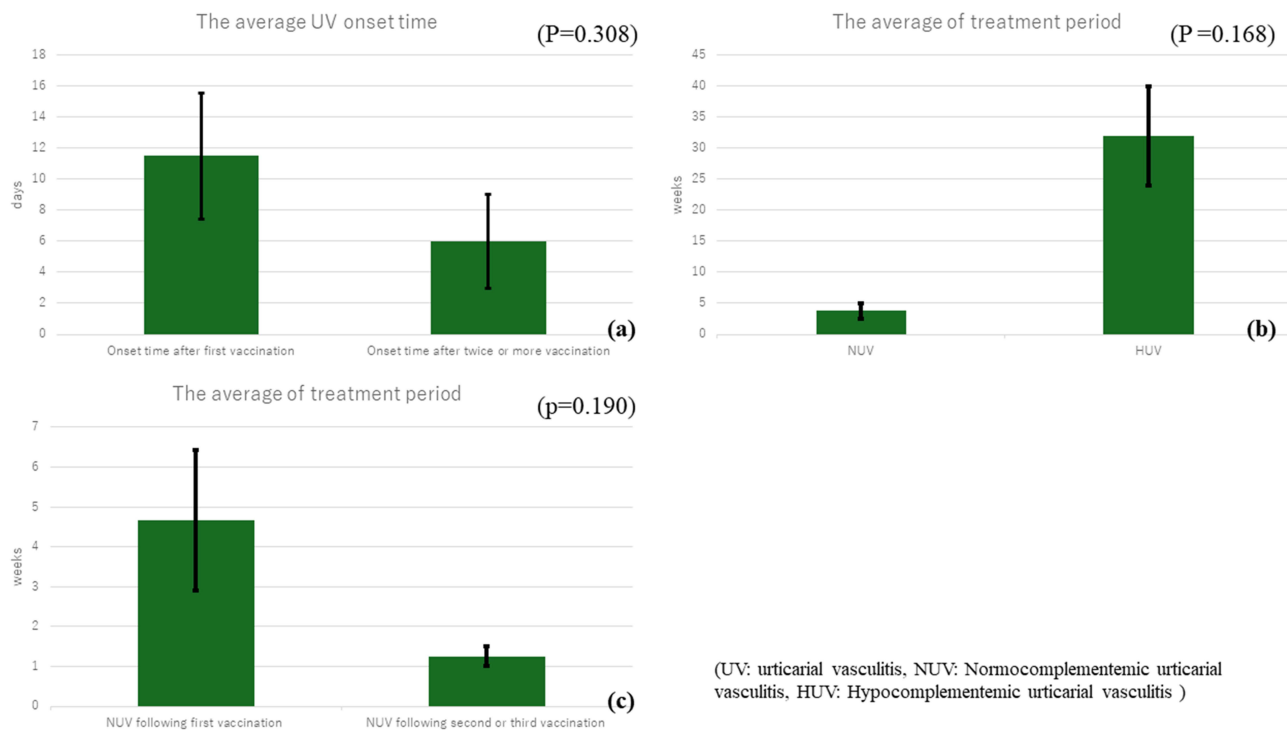 The average UV onset time
(P=0.308)
18
16
14
12
10
8
6
4
2
0
days
Onset time after first vaccination
Onset time after twice or more vaccination
(a)
The average of treatment period
(P =0.168)
45
40
35
30
25
20
15
10
5
0
weeks
NUV
HUV
(b)
The average of treatment period
(p=0.190)
7
6
5
4
3
2
1
0
weeks
NUV following first vaccination
NUV following second or third vaccination
(c)
(UV: urticarial vasculitis, NUV: Normocomplementemic urticarial
vasculitis, HUV: Hypocomplementemic urticarial vasculitis )